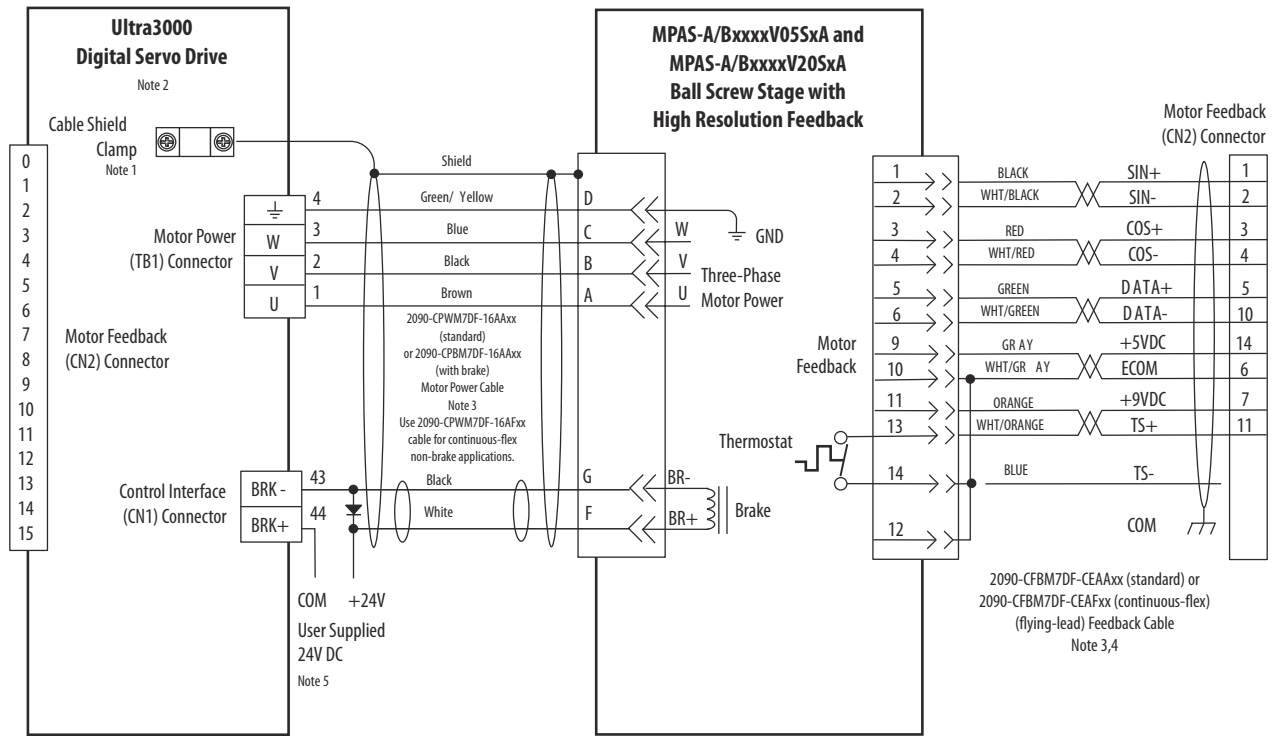 Ultra3000
Digital Servo Drive
Note 2
Cable Shield
Clamp
Note 1
0
1
2
3
4
5
6
7
8
9
10
11
12
13
14
15
Motor Feedback
(CN2) Connector
Motor Power
(TB1) Connector
W
V
U
4
3
2
1
Control Interface
(CN1) Connector
BRK -
BRK+
43
44
COM
+24V
User Supplied
24V DC
Note 5
Shield
Green/ Yellow
Blue
Black
Brown
2090-CPWM7DF-16AAxx
(standard)
or 2090-CPBM7DF-16AAxx
(with brake)
Motor Power Cable
Note 3
Use 2090-CPWM7DF-16AFxx
cable for continuous-flex
non-brake applications.
Black
White
MPAS-A/BxxxxV05SxA and
MPAS-A/BxxxxV20SxA
Ball Screw Stage with
High Resolution Feedback
D
C
B
A
G
F
GND
W
V
U
Three-Phase
Motor Power
BR-
BR+
Brake
Motor
Feedback
Thermostat
1
2
3
4
5
6
9
10
11
13
14
12
BLACK
WHT/BLACK
RED
WHT/RED
GREEN
WHT/GREEN
GR AY
WHT/GR AY
ORANGE
WHT/ORANGE
BLUE
SIN+
SIN-
COS+
COS-
D ATA+
D ATA-
+5VDC
ECOM
+9VDC
TS+
TS-
COM
Motor Feedback
(CN2) Connector
1
2
3
4
5
10
14
6
7
11
2090-CFBM7DF-CEAAxx (standard) or
2090-CFBM7DF-CEAFxx (continuous-flex)
(flying-lead) Feedback Cable
Note 3,4